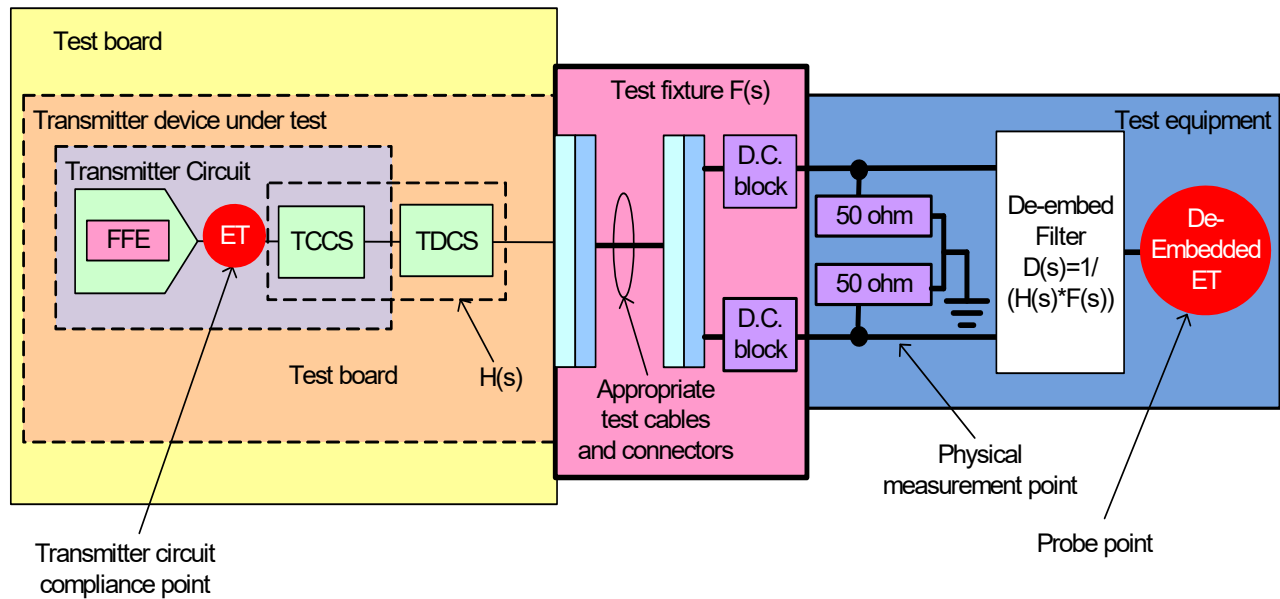 Test board
Test fixture F(s)
Test equipment
Transmitter device under test
Transmitter Circuit
FFE
ET
TCCS
TDCS
D.C.
block
50 ohm
50 ohm
D.C.
block
De-embed
Filter
D(s)=1/
(H(s)*F(s))
De-
Embedded
ET
Test board
H(s)
Appropriate
test cables
and connectors
Physical
measurement point
Probe point
Transmitter circuit
compliance point